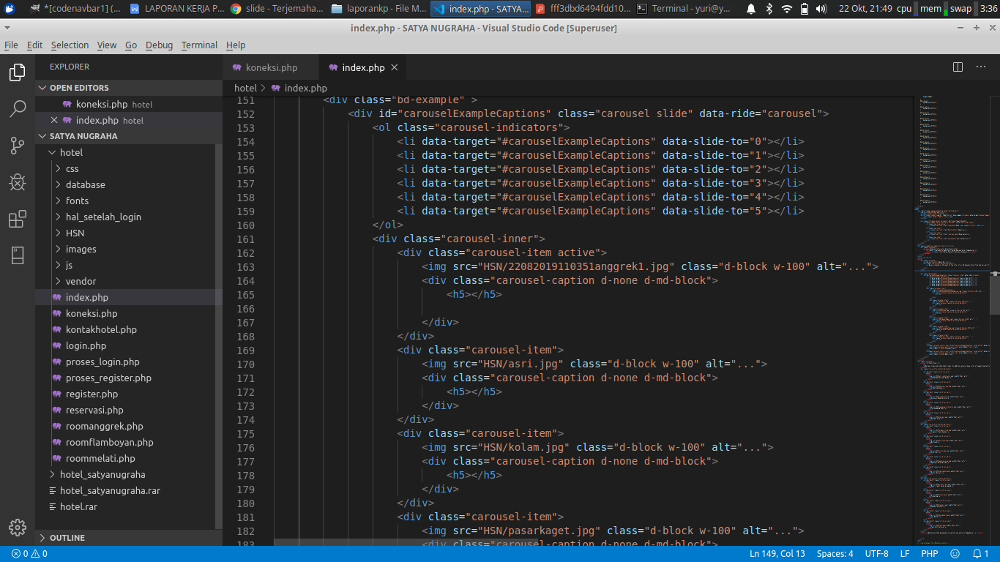 *[codenavbar1] (... LAPORAN KERJA P... slide - Terjemaha... laporankp - File M... index.php - SATYA... fff3dbd6494fdd10... Terminal - yuri@y... 22 Okt, 21:49 cpu mem swap 3:36
index.php - SATYA NUGRAHA - Visual Studio Code [Superuser]
File Edit Selection View Go Debug Terminal Help
EXPLORER
OPEN EDITORS
koneksi.php hotel
index.php hotel
SATYA NUGRAHA
hotel
css
database
fonts
hal_setelah_login
HSN
images
js
vendor
index.php
koneksi.php
kontakhotel.php
login.php
proses_login.php
proses_register.php
register.php
reservasi.php
roomanggrek.php
roomflamboyan.php
roommelati.php
hotel_satyanugraha
hotel_satyanugraha.rar
hotel.rar
OUTLINE
koneksi.php index.php
hotel > index.php
151 <div class="bd-example" >
152 <div id="carouselExampleCaptions" class="carousel slide" data-ride="carousel">
153 <ol class="carousel-indicators">
154 <li data-target="#carouselExampleCaptions" data-slide-to="0"></li>
155 <li data-target="#carouselExampleCaptions" data-slide-to="1"></li>
156 <li data-target="#carouselExampleCaptions" data-slide-to="2"></li>
157 <li data-target="#carouselExampleCaptions" data-slide-to="3"></li>
158 <li data-target="#carouselExampleCaptions" data-slide-to="4"></li>
159 <li data-target="#carouselExampleCaptions" data-slide-to="5"></li>
160 </ol>
161 <div class="carousel-inner">
162 <div class="carousel-item active">
163 <img src="HSN/22082019110351anggrek1.jpg" class="d-block w-100" alt="...">
164 <div class="carousel-caption d-none d-md-block">
165 <h5></h5>
166
167 </div>
168 </div>
169 <div class="carousel-item">
170 <img src="HSN/asri.jpg" class="d-block w-100" alt="...">
171 <div class="carousel-caption d-none d-md-block">
172 <h5></h5>
173 </div>
174 </div>
175 <div class="carousel-item">
176 <img src="HSN/kolam.jpg" class="d-block w-100" alt="...">
177 <div class="carousel-caption d-none d-md-block">
178 <h5></h5>
179 </div>
180 </div>
181 <div class="carousel-item">
182 <img src="HSN/pasarkaget.jpg" class="d-block w-100" alt="...">
183 <div class="carousel-caption d-none d-md-block">
0 0 Ln 149, Col 13 Spaces: 4 UTF-8 LF PHP 1